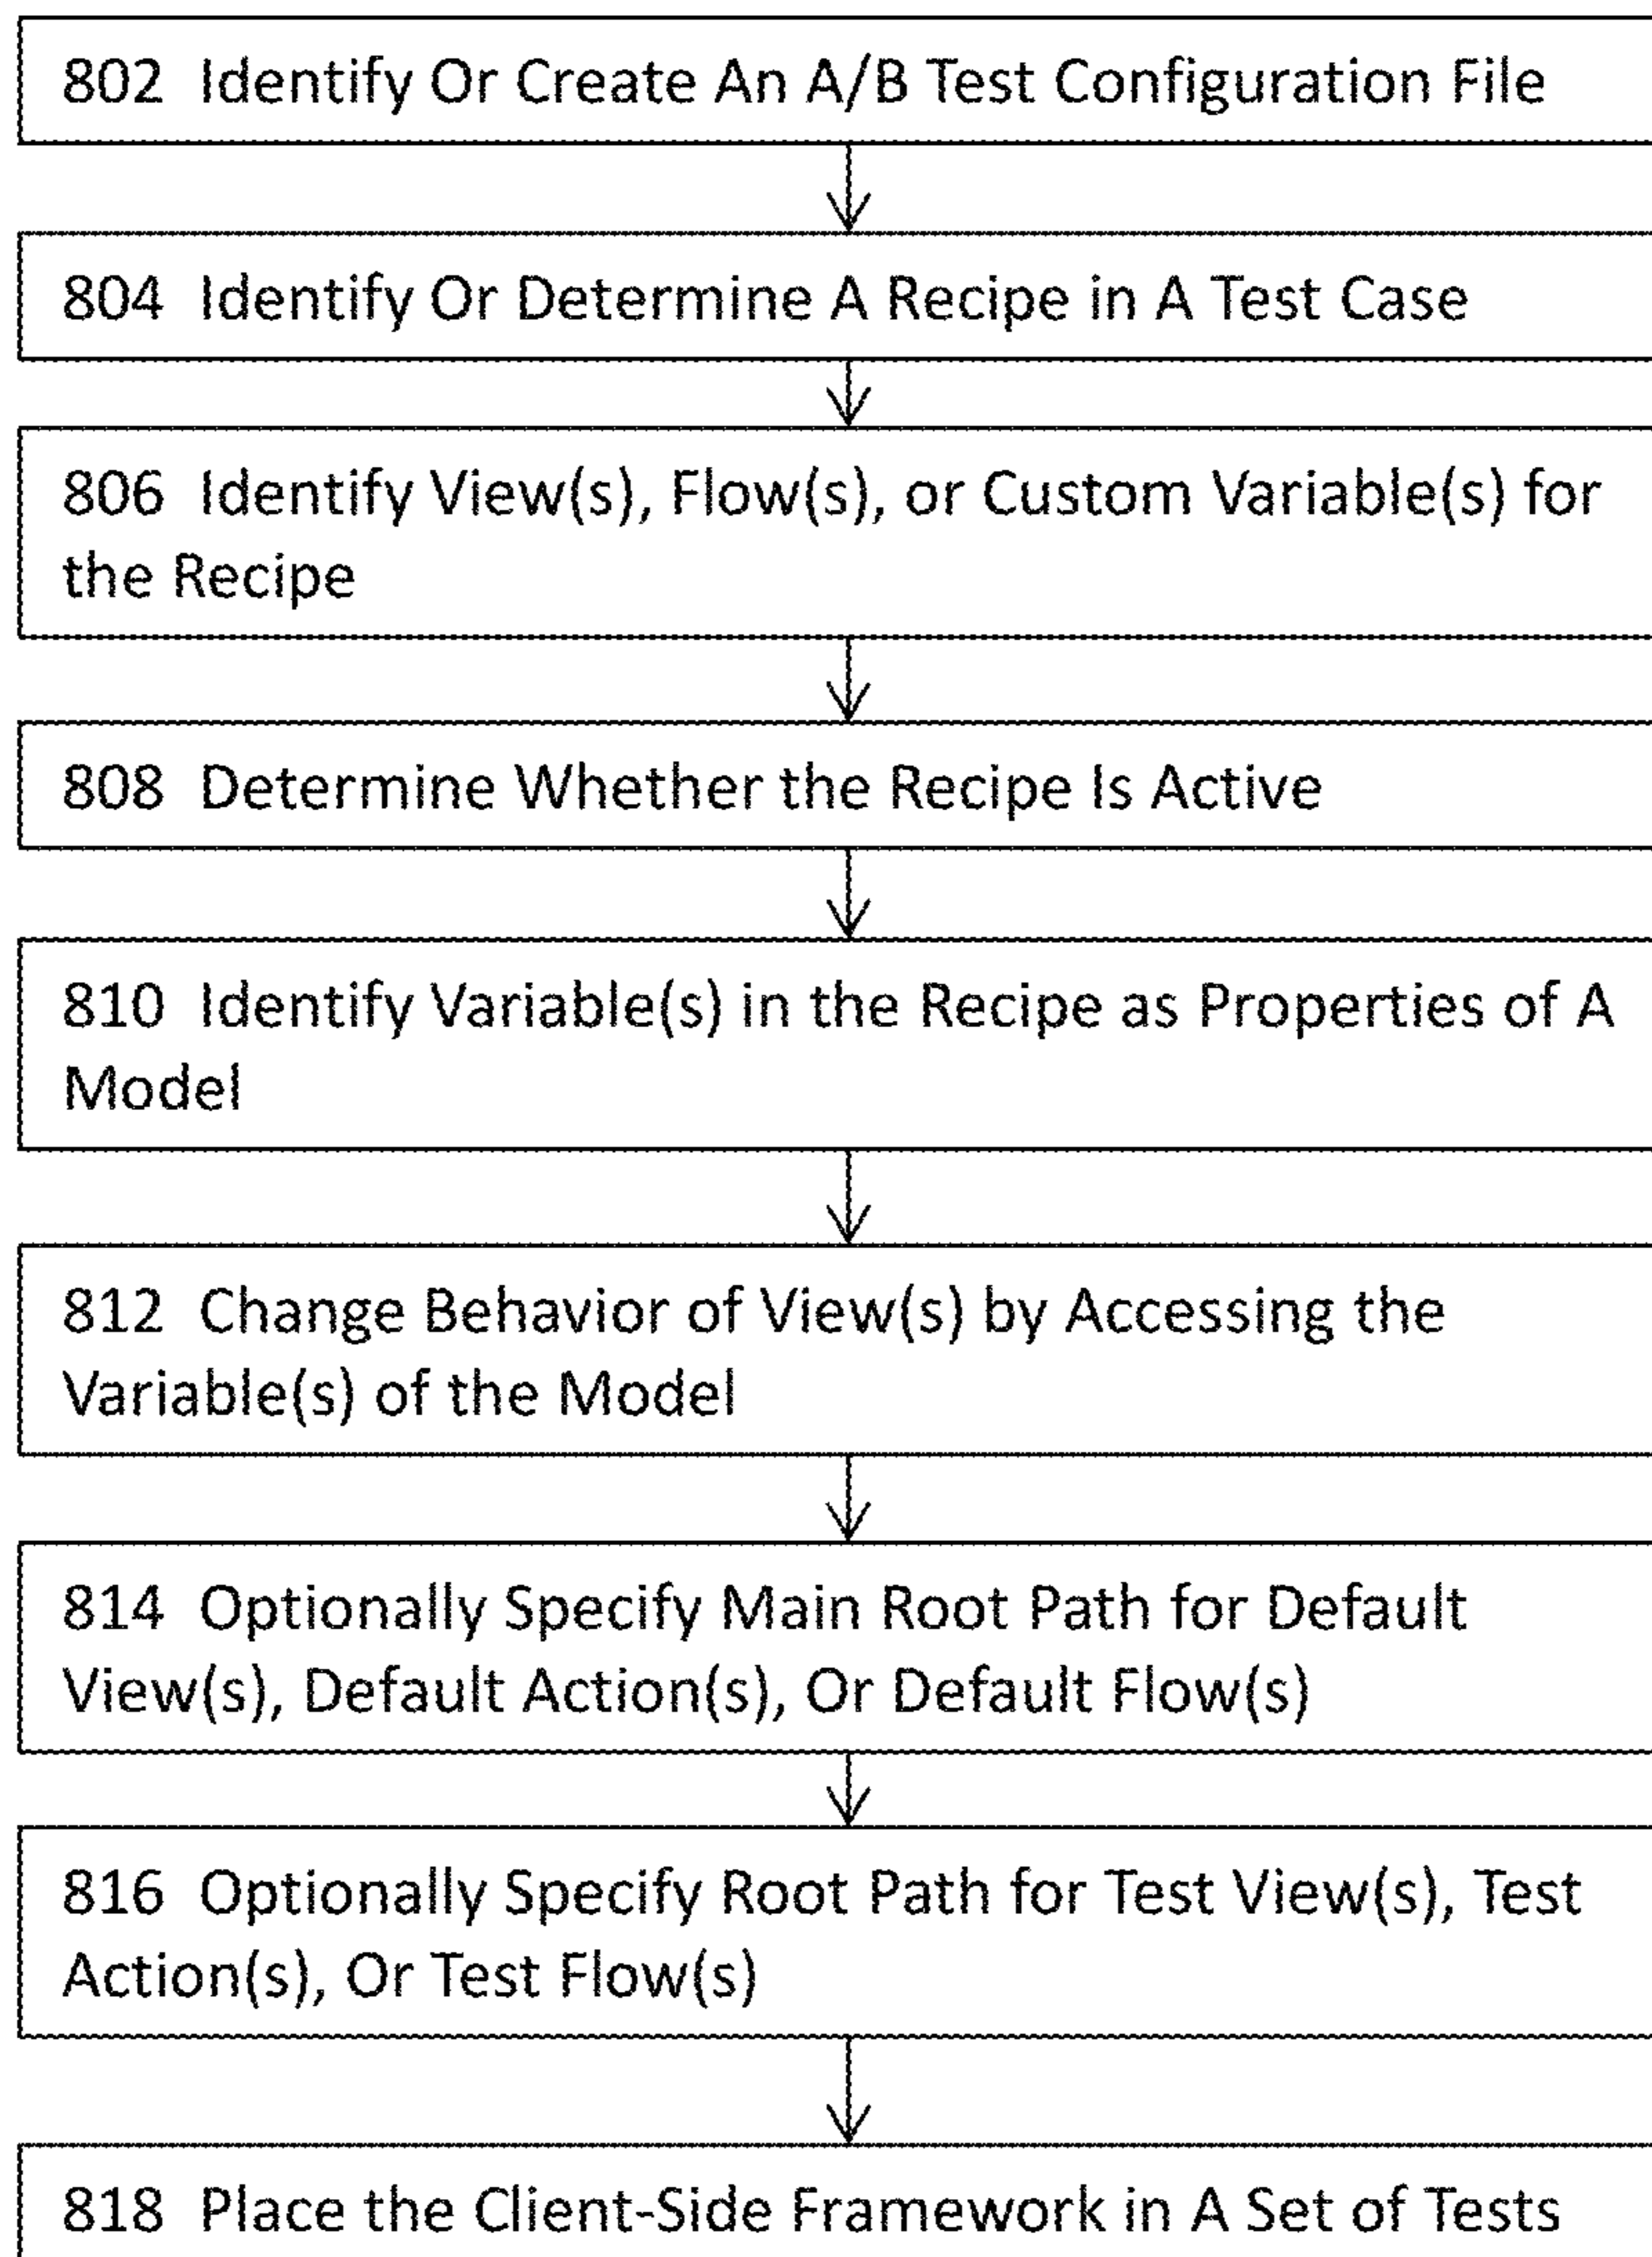 802 Identify Or Create An A/B Test Configuration File
804 Identify Or Determine A Recipe in A Test Case
806 Identify View(s), Flow(s), or Custom Variable(s) for
the Recipe
808 Determine Whether the Recipe Is Active
810 Identify Variable(s) in the Recipe as Properties of A
Model
812 Change Behavior of View(s) by Accessing the
Variable(s) of the Model
814 Optionally Specify Main Root Path for Default
View(s), Default Action(s), Or Default Flow(s)
816 Optionally Specify Root Path for Test View(s), Test
Action(s), Or Test Flow(s)
818 Place the Client-Side Framework in A Set of Tests